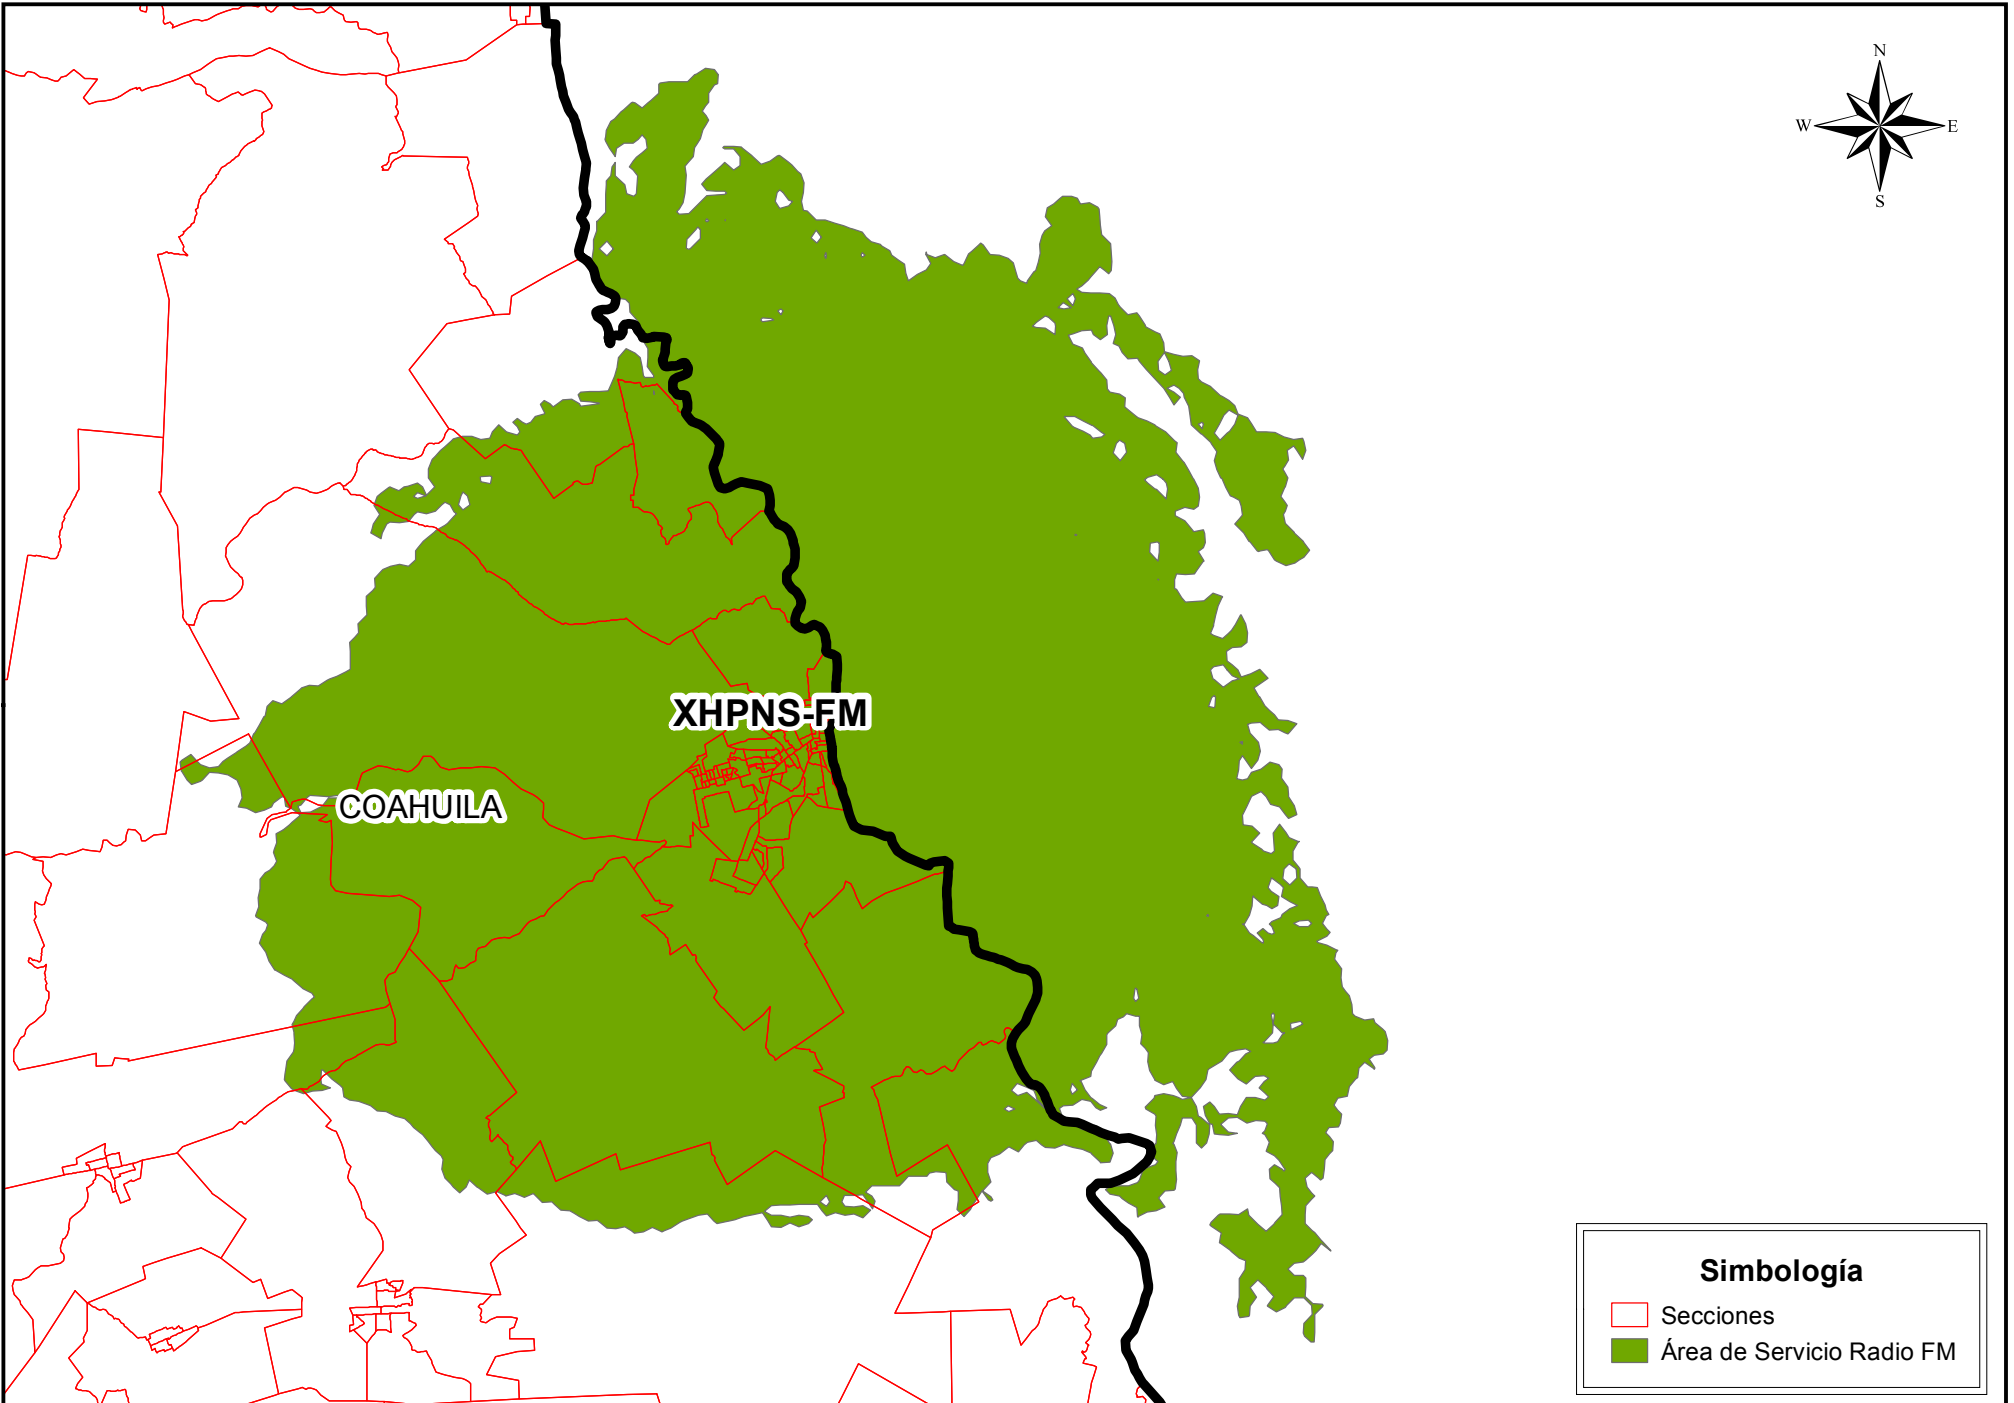 N
W
E
S
XHPNS-FM
COAHUILA
Simbología
Secciones
Área de Servicio Radio FM